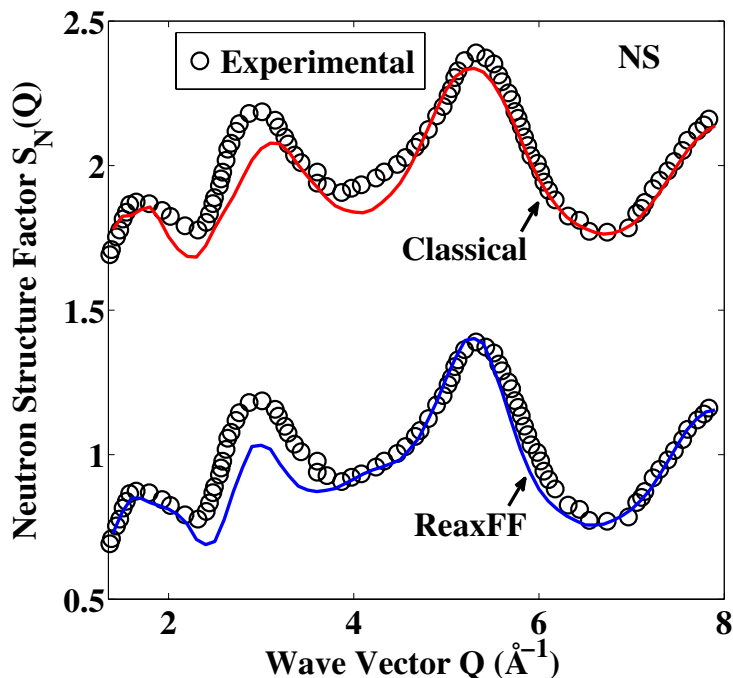 2.5
Experimental
NS
2
Classical
1.5
1
ReaxFF
0.5
2
4
6
8
Neutron Structure Factor S_N(Q)
Wave Vector Q (Å⁻¹)